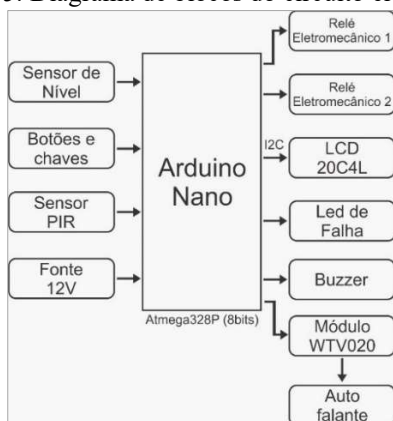 5. Diagrama de blocos do circuito el
Sensor de
Nível
Botões e
chaves
Sensor
PIR
Fonte
12V
Arduino
Nano
Atmega328P (8bits)
Relé
Eletromecânico 1
Relé
Eletromecânico 2
I2C
LCD
20C4L
Led de
Falha
Buzzer
Módulo
WTV020
Auto
falante